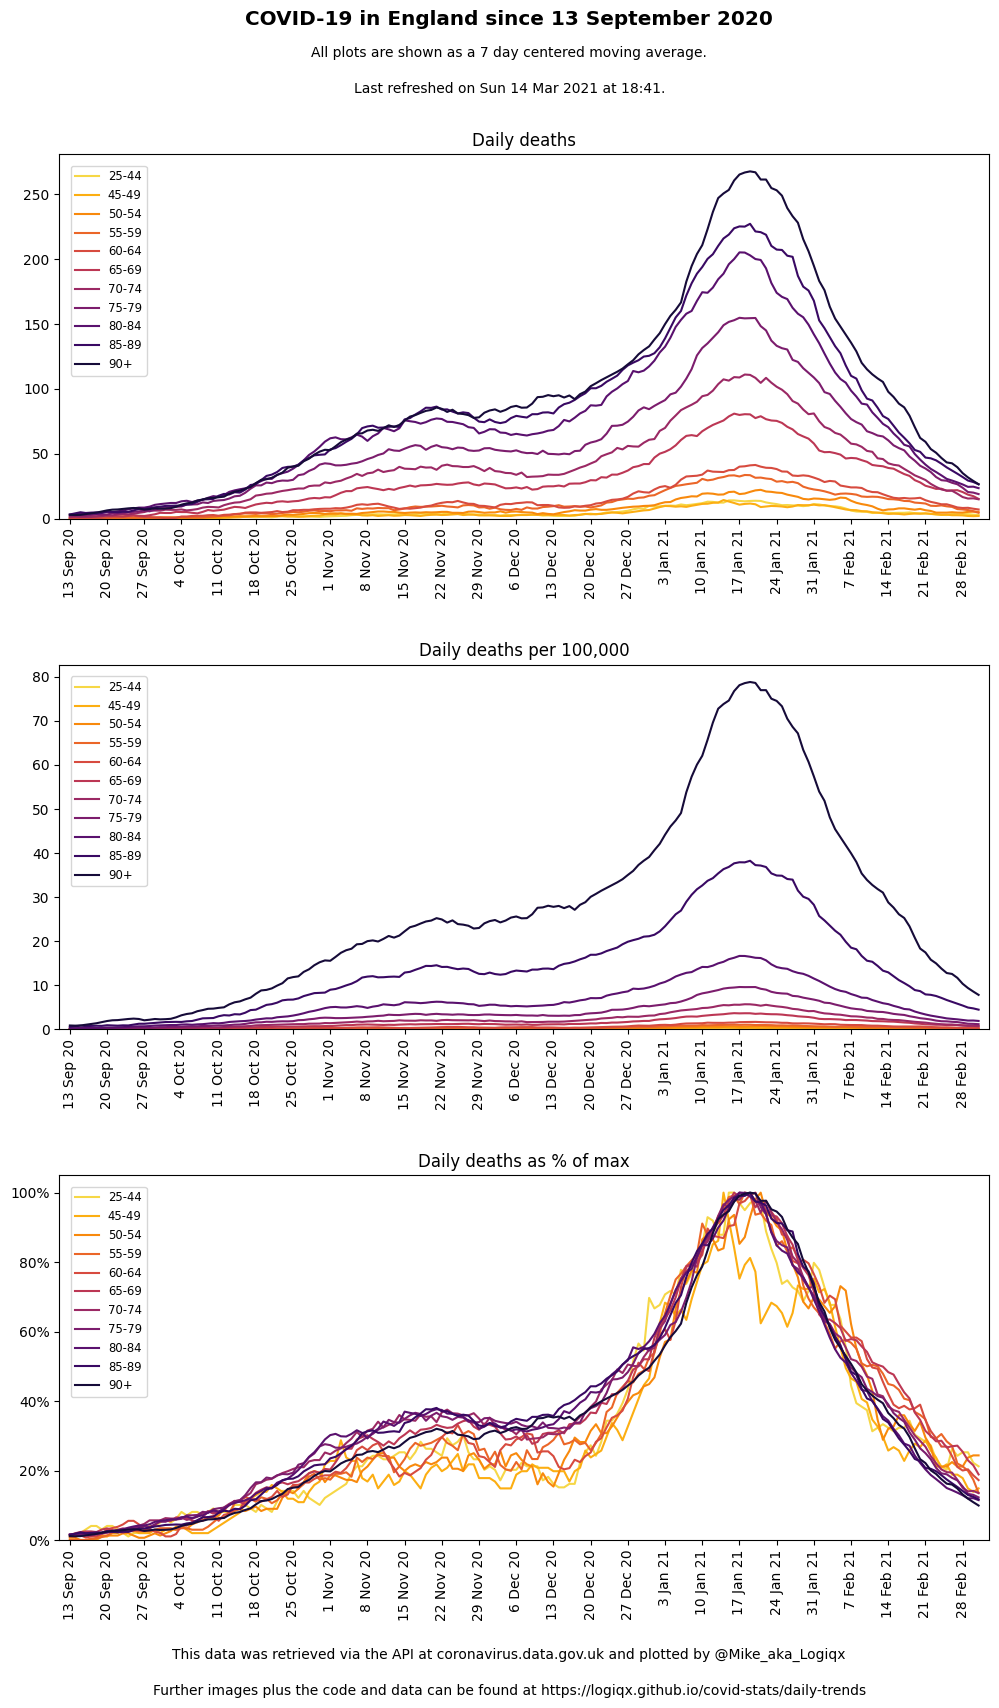 COVID-19 in England since 13 September 2020
All plots are shown as a 7 day centered moving average.
Last refreshed on Sun 14 Mar 2021 at 18:41.
Daily deaths
25-44
45-49
50-54
55-59
60-64
65-69
70-74
75-79
80-84
85-89
90+
250
200
150
100
50
0
13 Sep 20
20 Sep 20
27 Sep 20
4 Oct 20
11 Oct 20
18 Oct 20
25 Oct 20
1 Nov 20
8 Nov 20
15 Nov 20
22 Nov 20
29 Nov 20
6 Dec 20
13 Dec 20
20 Dec 20
27 Dec 20
3 Jan 21
10 Jan 21
17 Jan 21
24 Jan 21
31 Jan 21
7 Feb 21
14 Feb 21
21 Feb 21
28 Feb 21
Daily deaths per 100,000
25-44
45-49
50-54
55-59
60-64
65-69
70-74
75-79
80-84
85-89
90+
80
70
60
50
40
30
20
10
0
13 Sep 20
20 Sep 20
27 Sep 20
4 Oct 20
11 Oct 20
18 Oct 20
25 Oct 20
1 Nov 20
8 Nov 20
15 Nov 20
22 Nov 20
29 Nov 20
6 Dec 20
13 Dec 20
20 Dec 20
27 Dec 20
3 Jan 21
10 Jan 21
17 Jan 21
24 Jan 21
31 Jan 21
7 Feb 21
14 Feb 21
21 Feb 21
28 Feb 21
Daily deaths as % of max
25-44
45-49
50-54
55-59
60-64
65-69
70-74
75-79
80-84
85-89
90+
100%
80%
60%
40%
20%
0%
13 Sep 20
20 Sep 20
27 Sep 20
4 Oct 20
11 Oct 20
18 Oct 20
25 Oct 20
1 Nov 20
8 Nov 20
15 Nov 20
22 Nov 20
29 Nov 20
6 Dec 20
13 Dec 20
20 Dec 20
27 Dec 20
3 Jan 21
10 Jan 21
17 Jan 21
24 Jan 21
31 Jan 21
7 Feb 21
14 Feb 21
21 Feb 21
28 Feb 21
This data was retrieved via the API at coronavirus.data.gov.uk and plotted by @Mike_aka_Logiqx
Further images plus the code and data can be found at https://logiqx.github.io/covid-stats/daily-trends